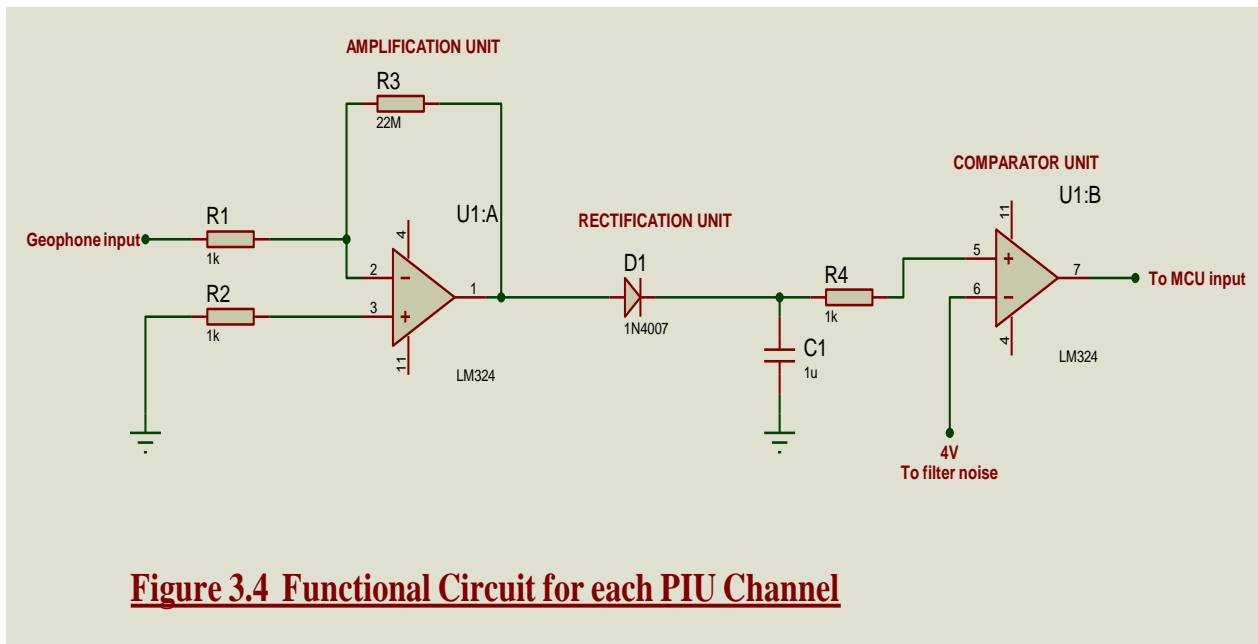 AMPLIFICATION UNIT
R3
22M
COMPARATOR UNIT
U1:B
U1:A
RECTIFICATION UNIT
R1
Geophone input
1k
4
2
1
3
11
LM324
R2
1k
D1
1N4007
R4
1k
C1
1u
11
5
6
7
4
To MCU input
LM324
4V
To filter noise
Figure 3.4 Functional Circuit for each PIU Channel